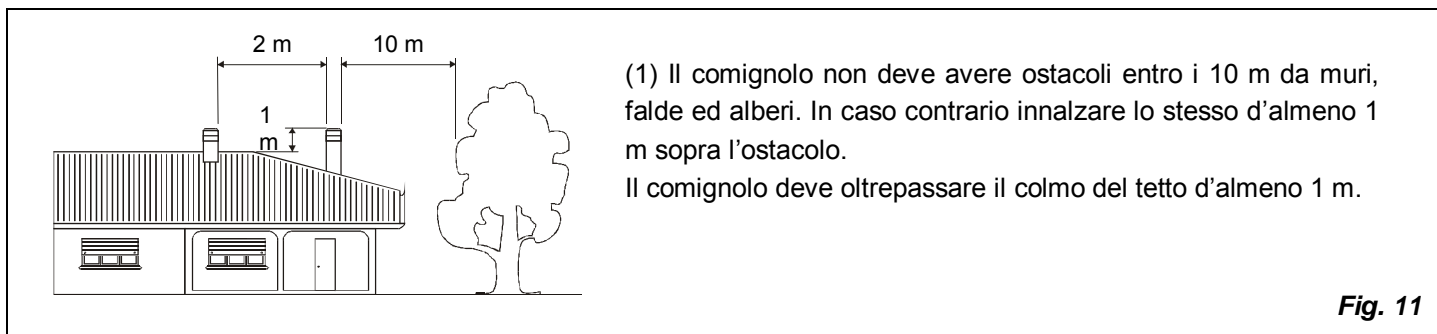 2 m
10 m
1
m
(1) Il comignolo non deve avere ostacoli entro i 10 m da muri,
falde ed alberi. In caso contrario innalzare lo stesso d’almeno 1
m sopra l’ostacolo.
Il comignolo deve oltrepassare il colmo del tetto d’almeno 1 m.
Fig. 11